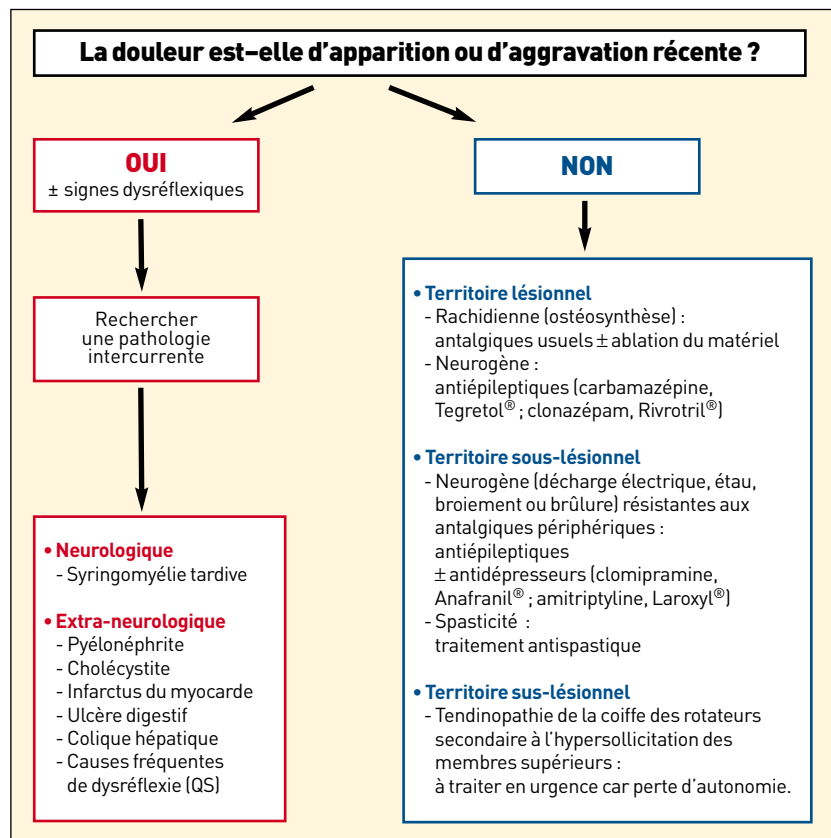 La douleur est–elle d’apparition ou d’aggravation récente ?
OUI
± signes dysréflexiques
Rechercher
une pathologie
intercurrente
• Neurologique
- Syringomyélie tardive
• Extra-neurologique
- Pyélonéphrite
- Cholécystite
- Infarctus du myocarde
- Ulcère digestif
- Colique hépatique
- Causes fréquentes
de dysréflexie (QS)
NON
• Territoire lésionnel
- Rachidienne (ostéosynthèse) :
antalgiques usuels ± ablation du matériel
- Neurogène :
antiépileptiques (carbamazépine,
Tegretol® ; clonazépam, Rivrotril®)
• Territoire sous-lésionnel
- Neurogène (décharge électrique, étau,
broiement ou brûlure) résistantes aux
antalgiques périphériques :
antiépileptiques
± antidépresseurs (clomipramine,
Anafranil® ; amitriptyline, Laroxyl®)
- Spasticité :
traitement antispastique
• Territoire sus-lésionnel
- Tendinopathie de la coiffe des rotateurs
secondaire à l’hypersollicitation des
membres supérieurs :
à traiter en urgence car perte d’autonomie.